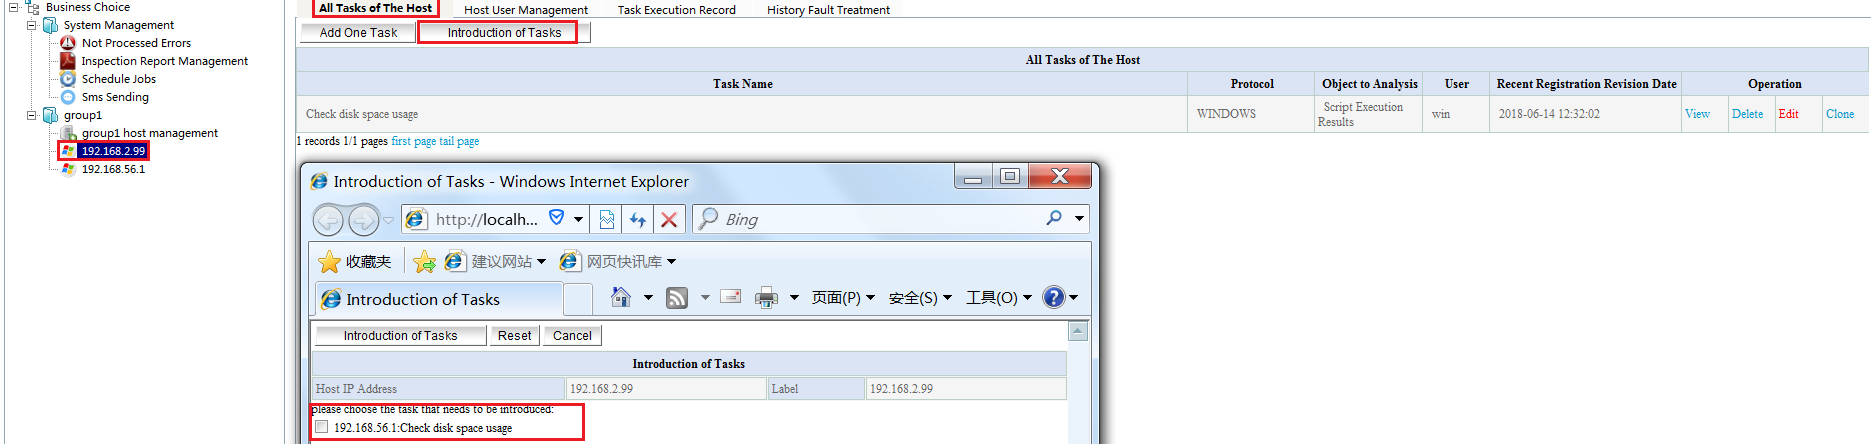 Business Choice
System Management
Not Processed Errors
Inspection Report Management
Schedule Jobs
Sms Sending
group1
group1 host management
192.168.2.99
192.168.56.1
All Tasks of The Host Host User Management Task Execution Record History Fault Treatment
Add One Task Introduction of Tasks
All Tasks of The Host
Task Name Protocol Object to Analysis User Recent Registration Revision Date Operation
Check disk space usage WINDOWS Script Execution Results win 2018-06-14 12:32:02 View Delete Edit Clone
1 records 1/1 pages first page tail page
Introduction of Tasks - Windows Internet Explorer
http://localh... Bing
收藏夹 建议网站 网页快讯库
Introduction of Tasks 页面(P) 安全(S) 工具(O)
Introduction of Tasks Reset Cancel
Introduction of Tasks
Host IP Address 192.168.2.99 Label 192.168.2.99
please choose the task that needs to be introduced:
192.168.56.1:Check disk space usage